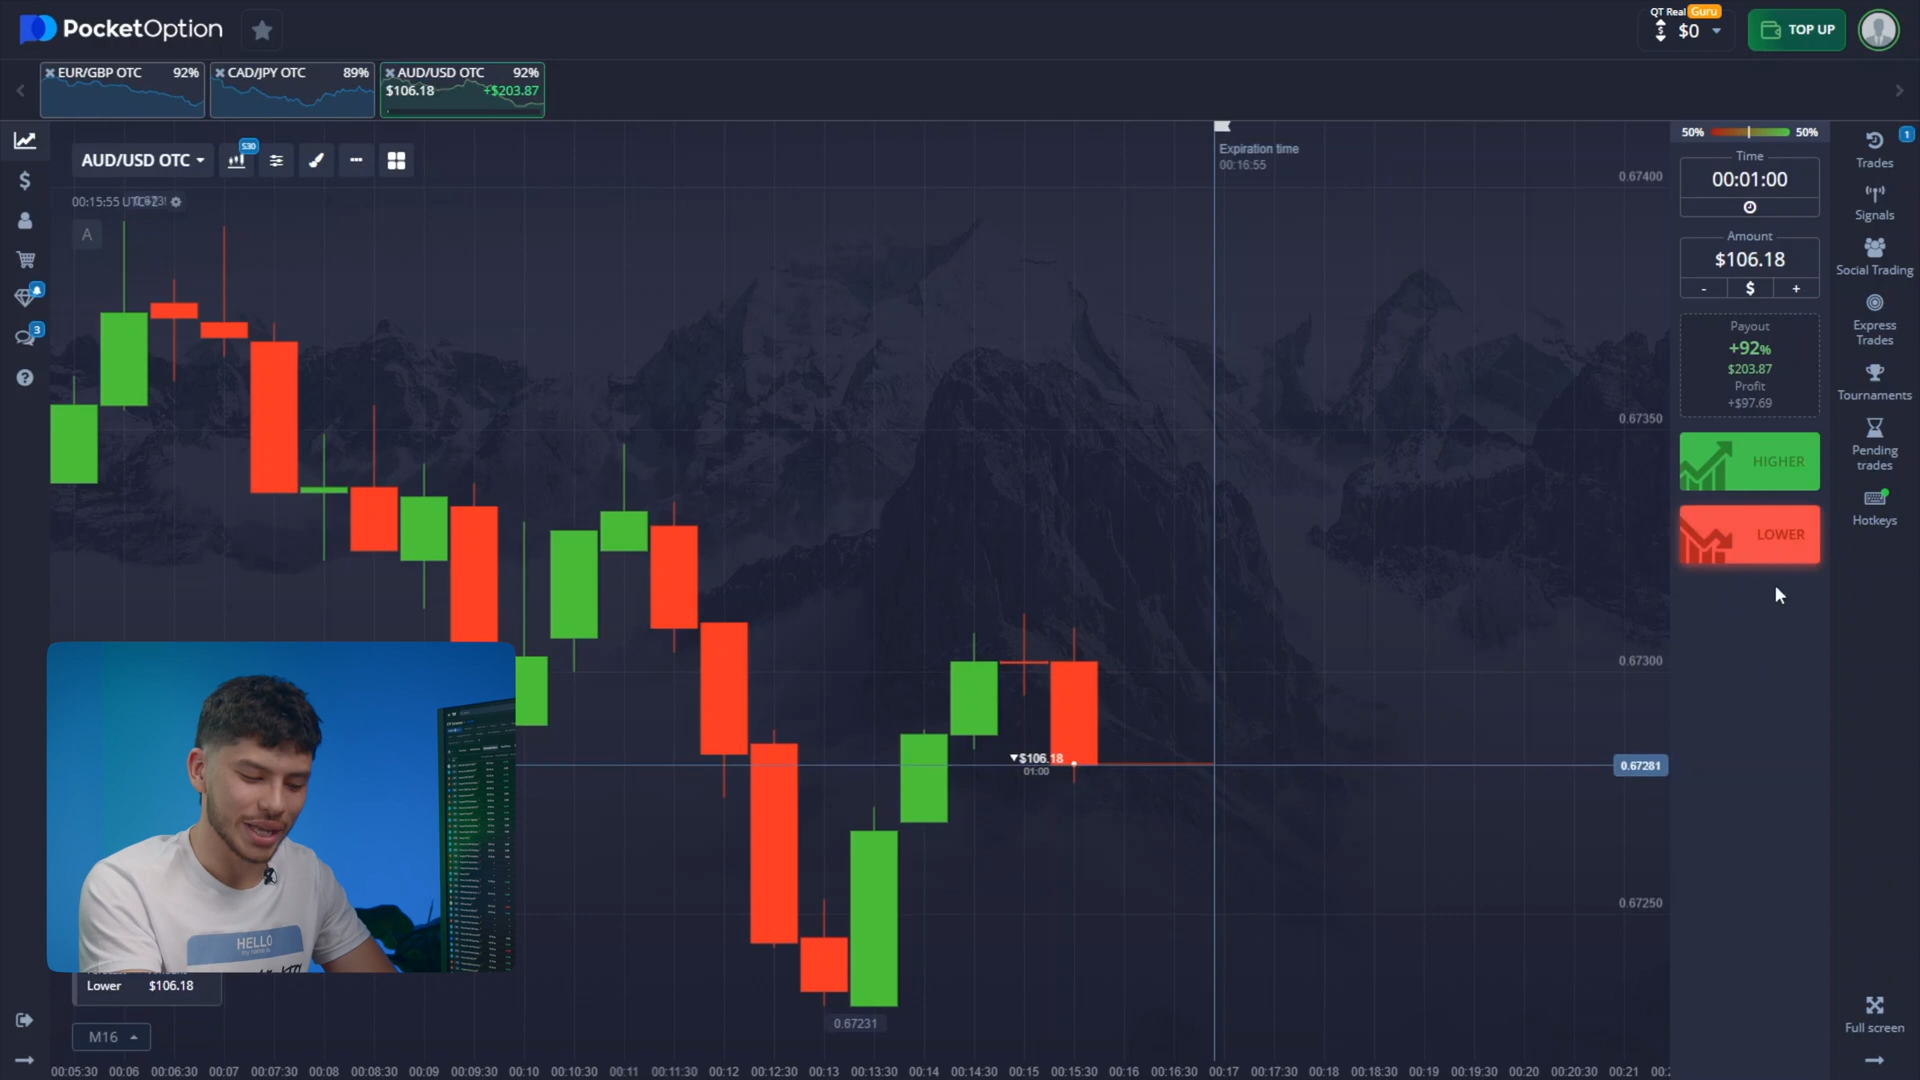 PocketOption
QT Real Guru
$0
TOP UP
EUR/GBP OTC 92%
CAD/JPY OTC 89%
AUD/USD OTC 92%
$106.18 +$203.87
AUD/USD OTC
S30
00:15:55
A
Expiration time
00:16:55
0.67400
0.67350
0.67300
0.67281
0.67250
3
▼$106.18
01:00
HELLO
my name is
Lower $106.18
0.67231
M16
00:05:30 00:06 00:06:30 00:07 00:07:30 00:08 00:08:30 00:09 00:09:30 00:10 00:10:30 00:11 00:11:30 00:12 00:12:30 00:13 00:13:30 00:14 00:14:30 00:15 00:15:30 00:16 00:16:30 00:17 00:17:30 00:18 00:18:30 00:19 00:19:30 00:20 00:20:30 00:21
50% 50%
Time
00:01:00
Amount
$106.18
- $ +
Payout
+92%
$203.87
Profit
+$97.69
HIGHER
LOWER
1
Trades
Signals
Social Trading
Express
Trades
Tournaments
Pending
trades
Hotkeys
Full screen